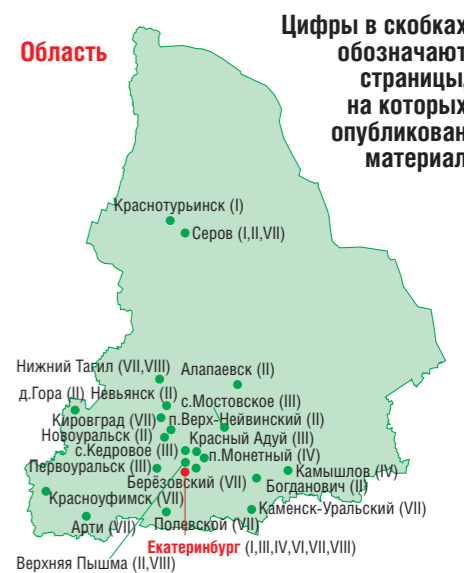 Область
Цифры в скобках
обозначают
страницы,
на которых
опубликован
материал
Краснотурьинск (I)
Серов (I,II,VII)
Нижний Тагил (VII,VIII)
Алапаевск (II)
д.Гора (II)
Невьянск (II)
с.Мостовское (III)
Кировград (VII)
п.Верх-Нейвинский (II)
Новоуральск (II)
Красный Адуй (III)
с.Кедровое (III)
п.Монетный (IV)
Первоуральск (III)
Камышлов (IV)
Берёзовский (VII)
Богданович (II)
Красноуфимск (VII)
Каменск-Уральский (VII)
Арти (VII)
Полевской (VII)
Екатеринбург (I,III,IV,VI,VII,VIII)
Верхняя Пышма (II,VIII)